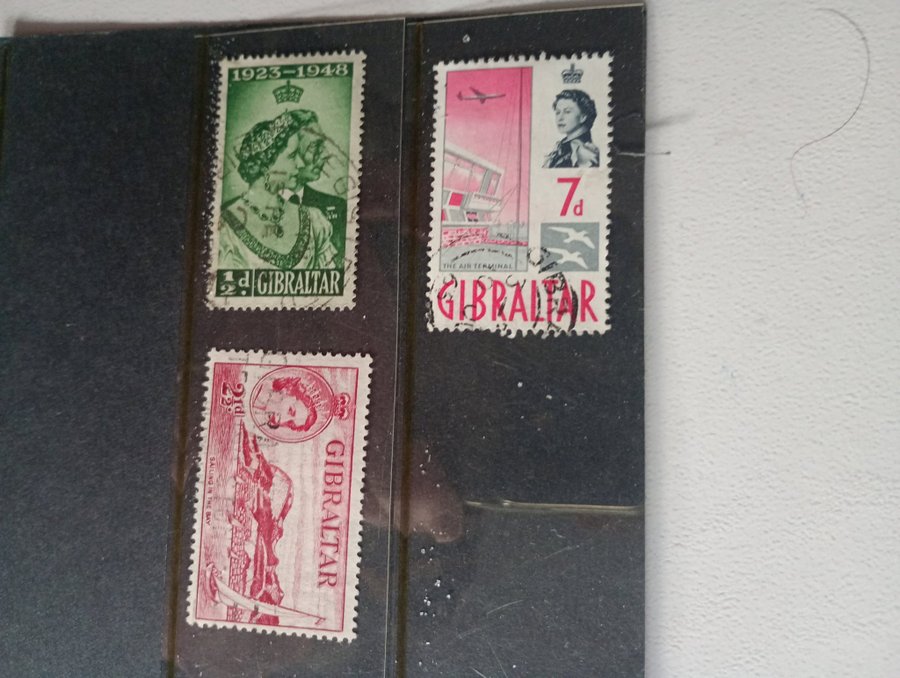 1923-1948
½d. GIBRALTAR
7d
THE AIR TERMINAL
GIBRALTAR
2½d.
GIBRALTAR
SAILING IN THE BAY